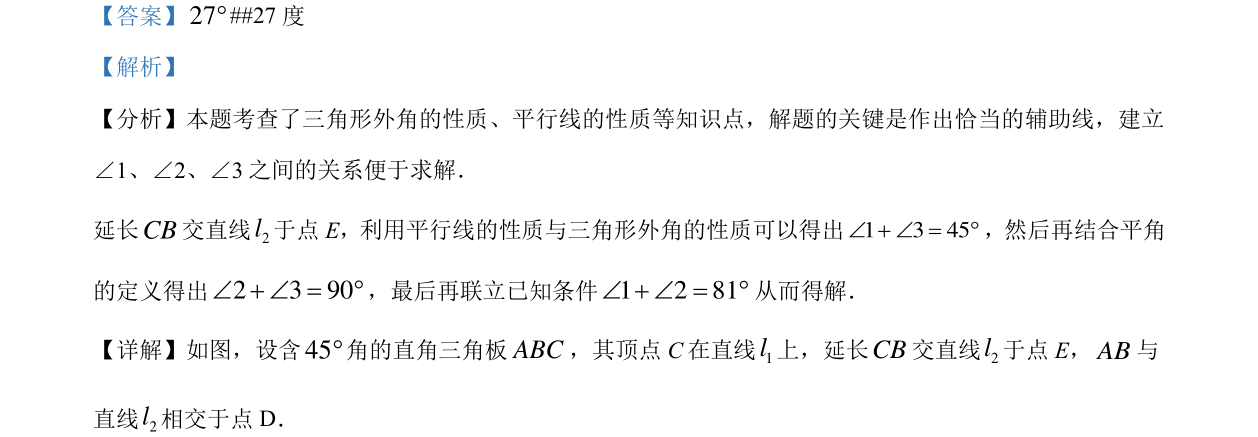 【答案】27°##27 度
【解析】
【分析】本题考查了三角形外角的性质、平行线的性质等知识点，解题的关键是作出恰当的辅助线，建立
∠1、∠2、∠3 之间的关系便于求解．
延长 CB 交直线 l₂ 于点 E，利用平行线的性质与三角形外角的性质可以得出 ∠1+∠3=45°，然后再结合平角
的定义得出 ∠2+∠3=90°，最后再联立已知条件 ∠1+∠2=81° 从而得解．
【详解】如图，设含 45° 角的直角三角板 ABC，其顶点 C 在直线 l₁ 上，延长 CB 交直线 l₂ 于点 E， AB 与
直线 l₂ 相交于点 D．